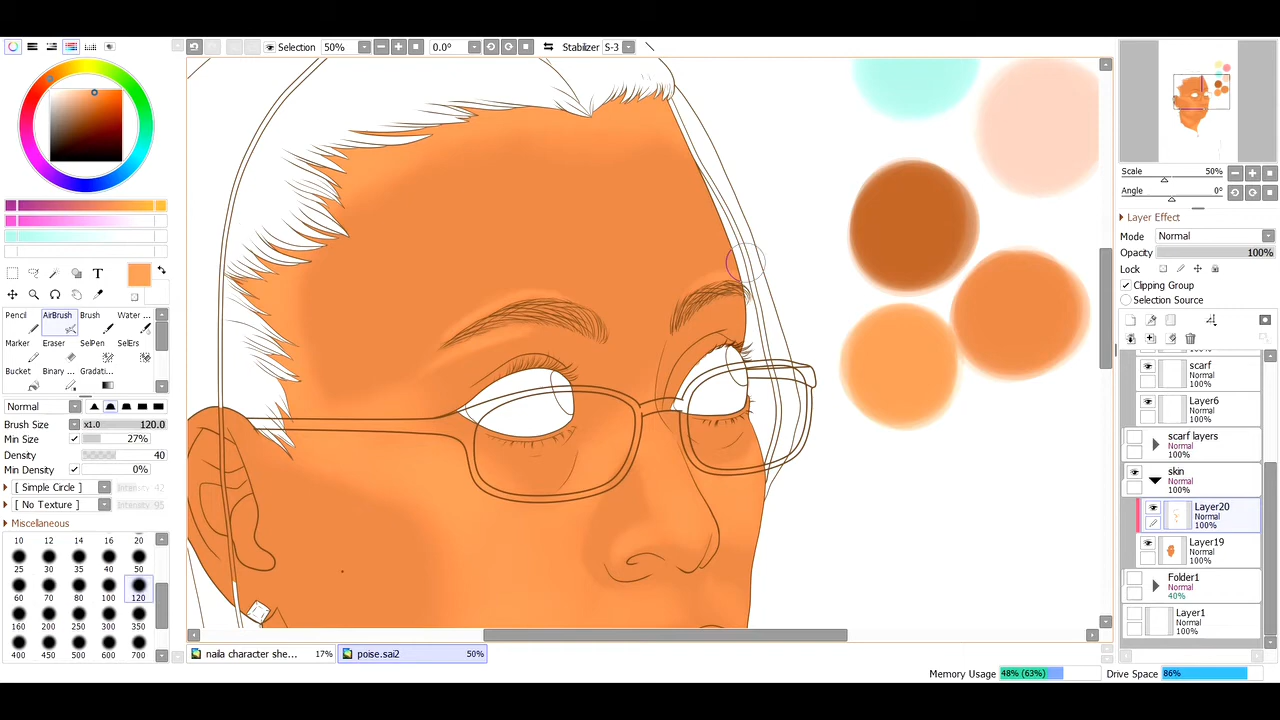 Selection 50% 0.0° Stabilizer S-3
T
Pencil AirBrush Brush Water ...
Marker Eraser SelPen SelErs
Bucket Binary ... Gradati...
Normal
Brush Size x1.0 120.0
Min Size 27%
Density 40
Min Density 0%
[ Simple Circle ] Intensity 42
[ No Texture ] Intensity 95
Miscellaneous
10 12 14 16 20
25 30 35 40 50
60 70 80 100 120
160 200 250 300 350
400 450 500 600 700
naila character she... 17%
poise.sai2 50%
Scale 50%
Angle 0°
Layer Effect
Mode Normal
Opacity 100%
Lock
Clipping Group
Selection Source
scarf
Normal
100%
Layer6
Normal
100%
scarf layers
Normal
100%
skin
Normal
100%
Layer20
Normal
100%
Layer19
Normal
100%
Folder1
Normal
40%
Layer1
Normal
100%
Memory Usage 48% (63%) Drive Space 86%